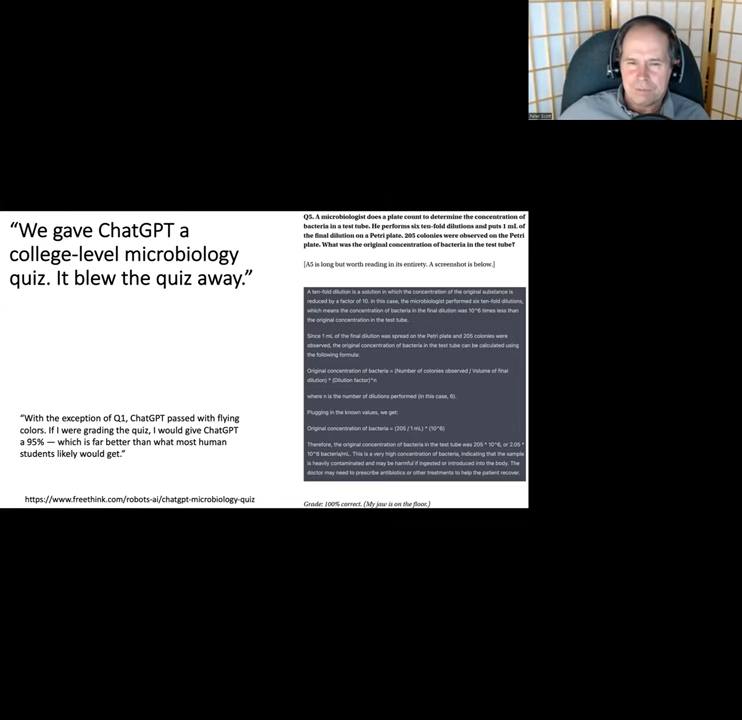 Peter Scott
“We gave ChatGPT a
college-level microbiology
quiz. It blew the quiz away.”
“With the exception of Q1, ChatGPT passed with flying
colors. If I were grading the quiz, I would give ChatGPT
a 95% — which is far better than what most human
students likely would get.”
https://www.freethink.com/robots-ai/chatgpt-microbiology-quiz
Q5. A microbiologist does a plate count to determine the concentration of
bacteria in a test tube. He performs six ten-fold dilutions and puts 1 mL of
the final dilution on a Petri plate. 205 colonies were observed on the Petri
plate. What was the original concentration of bacteria in the test tube?
[A5 is long but worth reading in its entirety. A screenshot is below.]
A ten-fold dilution is a solution in which the concentration of the original substance is
reduced by a factor of 10. In this case, the microbiologist performed six ten-fold dilutions,
which means the concentration of bacteria in the final dilution was 10^6 times less than
the original concentration in the test tube.
Since 1 mL of the final dilution was spread on the Petri plate and 205 colonies were
observed, the original concentration of bacteria in the test tube can be calculated using
the following formula:
Original concentration of bacteria = (Number of colonies observed / Volume of final
dilution) * (Dilution factor)^n
where n is the number of dilutions performed (in this case, 6).
Plugging in the known values, we get:
Original concentration of bacteria = (205 / 1 mL) * (10^6)
Therefore, the original concentration of bacteria in the test tube was 205 * 10^6, or 2.05 *
10^8 bacteria/mL. This is a very high concentration of bacteria, indicating that the sample
is heavily contaminated and may be harmful if ingested or introduced into the body. The
doctor may need to prescribe antibiotics or other treatments to help the patient recover.
Grade: 100% correct. (My jaw is on the floor.)